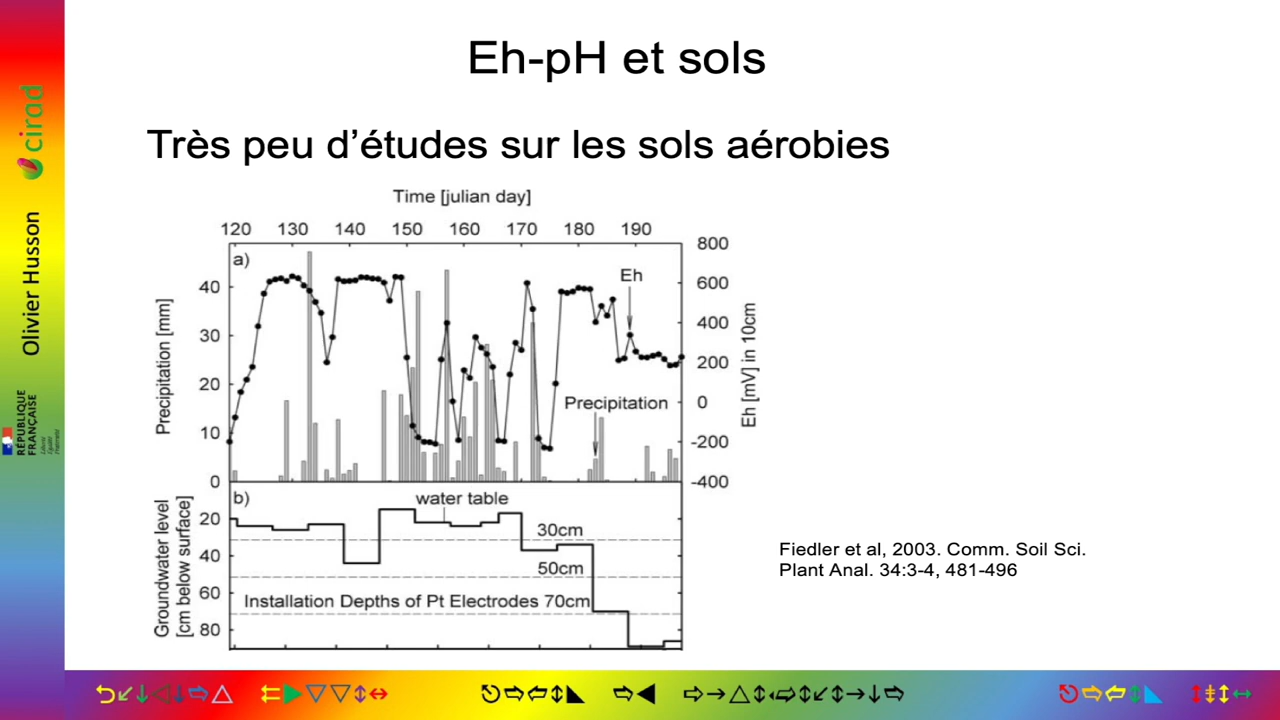 Eh-pH et sols
Très peu d'études sur les sols aérobies
cirad
Olivier Husson
RÉPUBLIQUE
FRANÇAISE
Liberté
Égalité
Fraternité
Time [julian day]
120 130 140 150 160 170 180 190
a)
Precipitation [mm]
40
30
20
10
0
Eh
Precipitation
800
600
400
200
0
-200
-400
Eh [mV] in 10cm
b)
water table
Groundwater level
[cm below surface]
20
40
60
80
30cm
50cm
Installation Depths of Pt Electrodes 70cm
Fiedler et al, 2003. Comm. Soil Sci.
Plant Anal. 34:3-4, 481-496